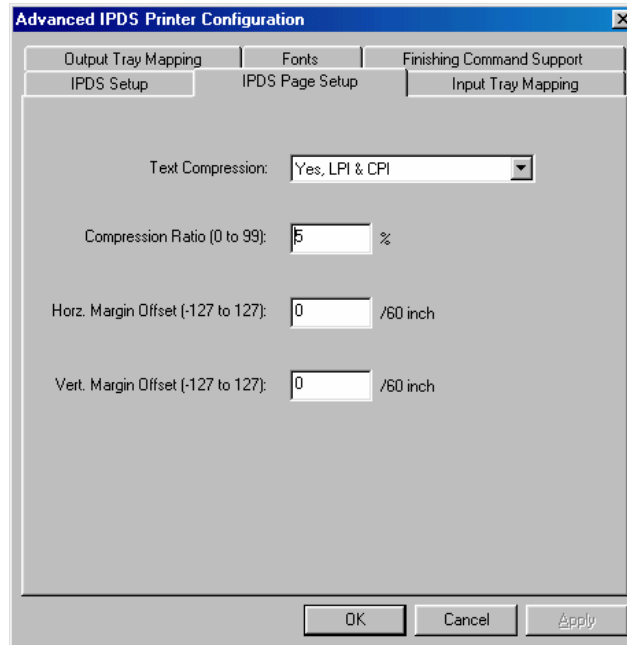 Advanced IPDS Printer Configuration
Output Tray Mapping
Fonts
Finishing Command Support
IPDS Setup
IPDS Page Setup
Input Tray Mapping
Text Compression: Yes, LPI & CPI
Compression Ratio (0 to 99): 5 %
Horz. Margin Offset (-127 to 127): 0 /60 inch
Vert. Margin Offset (-127 to 127): 0 /60 inch
OK
Cancel
Apply